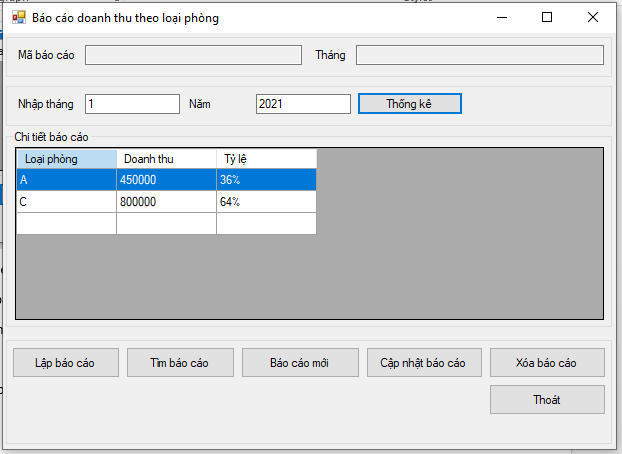 Báo cáo doanh thu theo loại phòng
Mã báo cáo Tháng
Nhập tháng 1 Năm 2021 Thống kê
Chi tiết báo cáo
Loại phòng Doanh thu Tỷ lệ
A 450000 36%
C 800000 64%
Lập báo cáo Tìm báo cáo Báo cáo mới Cập nhật báo cáo Xóa báo cáo
Thoát